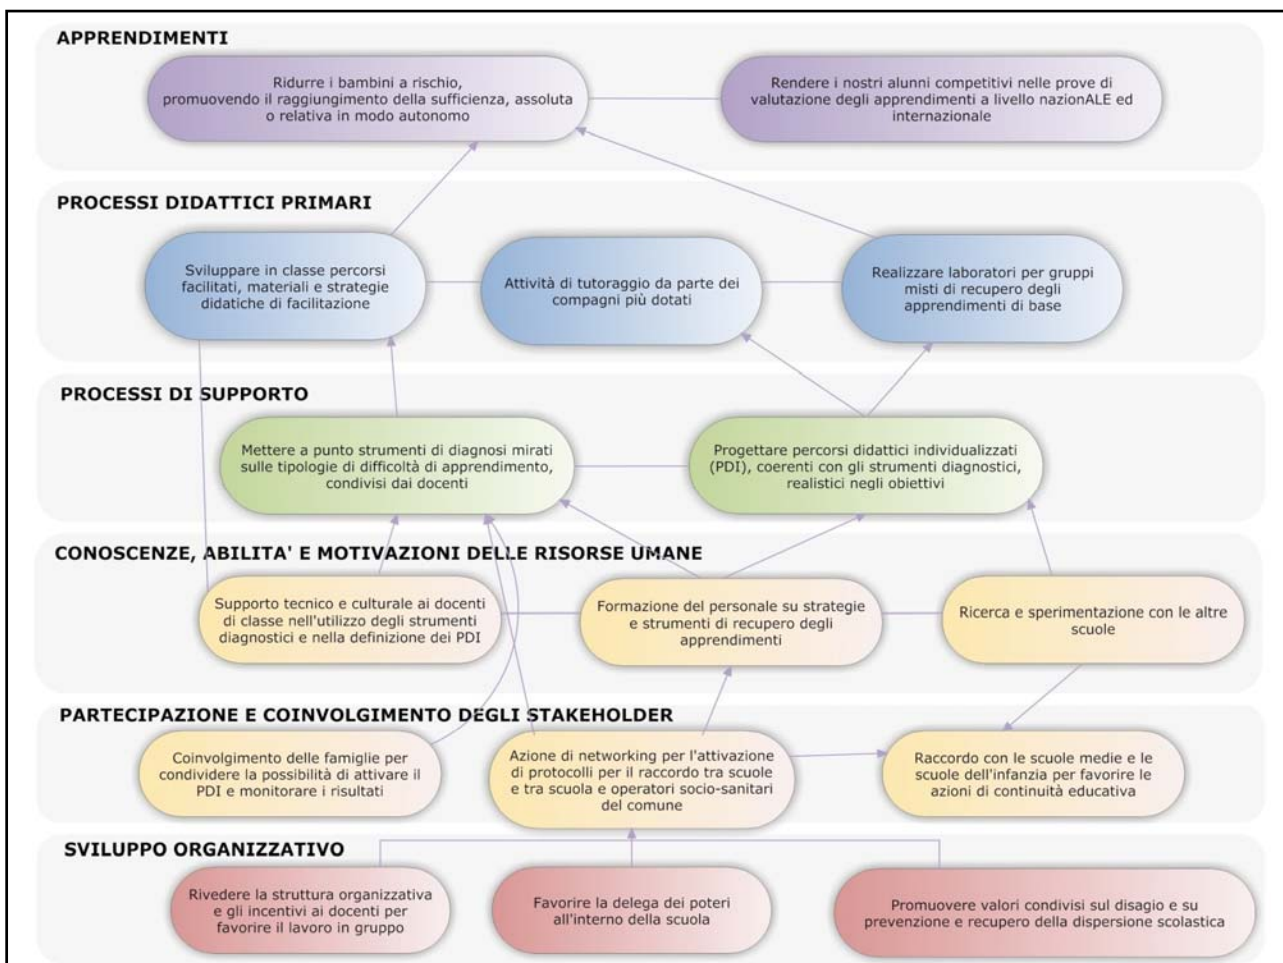 APPRENDIMENTI
Ridurre i bambini a rischio,
promuovendo il raggiungimento della sufficienza, assoluta
o relativa in modo autonomo
Rendere i nostri alunni competitivi nelle prove di
valutazione degli apprendimenti a livello nazionALE ed
internazionale
PROCESSI DIDATTICI PRIMARI
Sviluppare in classe percorsi
facilitati, materiali e strategie
didattiche di facilitazione
Attività di tutoraggio da parte dei
compagni più dotati
Realizzare laboratori per gruppi
misti di recupero degli
apprendimenti di base
PROCESSI DI SUPPORTO
Mettere a punto strumenti di diagnosi mirati
sulle tipologie di difficoltà di apprendimento,
condivisi dai docenti
Progettare percorsi didattici individualizzati
(PDI), coerenti con gli strumenti diagnostici,
realistici negli obiettivi
CONOSCENZE, ABILITA' E MOTIVAZIONI DELLE RISORSE UMANE
Supporto tecnico e culturale ai docenti
di classe nell'utilizzo degli strumenti
diagnostici e nella definizione dei PDI
Formazione del personale su strategie
e strumenti di recupero degli
apprendimenti
Ricerca e sperimentazione con le altre
scuole
PARTECIPAZIONE E COINVOLGIMENTO DEGLI STAKEHOLDER
Coinvolgimento delle famiglie per
condividere la possibilità di attivare il
PDI e monitorare i risultati
Azione di networking per l'attivazione
di protocolli per il raccordo tra scuole
e tra scuola e operatori socio-sanitari
del comune
Raccordo con le scuole medie e le
scuole dell'infanzia per favorire le
azioni di continuità educativa
SVILUPPO ORGANIZZATIVO
Rivedere la struttura organizzativa
e gli incentivi ai docenti per
favorire il lavoro in gruppo
Favorire la delega dei poteri
all'interno della scuola
Promuovere valori condivisi sul disagio e su
prevenzione e recupero della dispersione scolastica